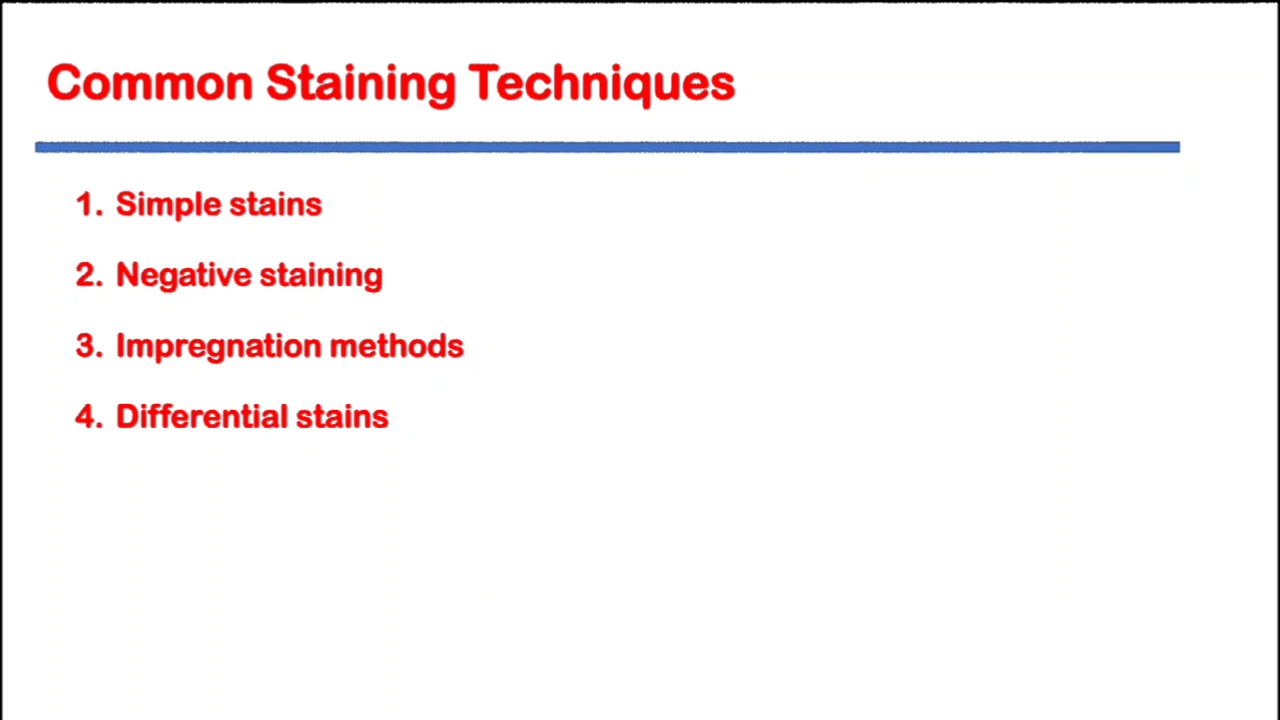 Common Staining Techniques
1. Simple stains
2. Negative staining
3. Impregnation methods
4. Differential stains